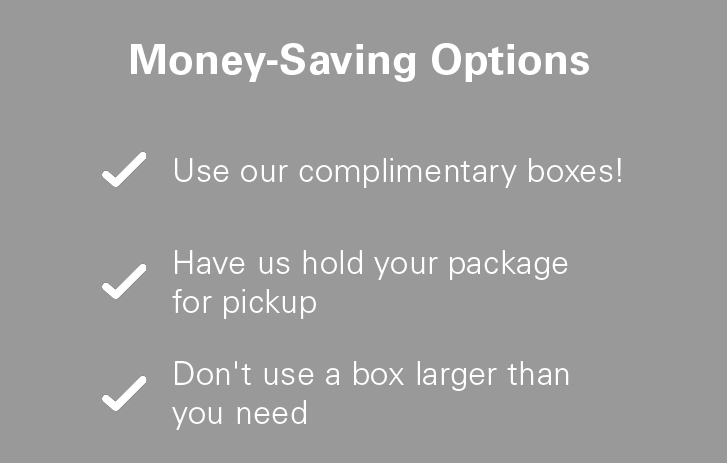 Money-Saving Options
Use our complimentary boxes!
Have us hold your package
for pickup
Don't use a box larger than
you need